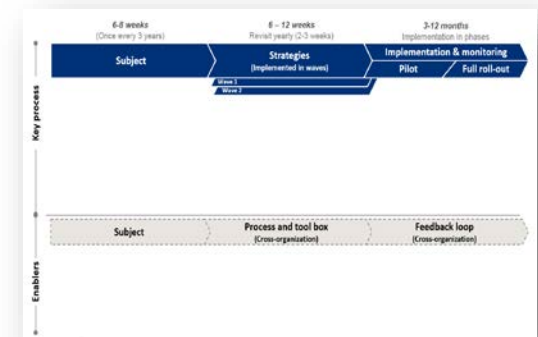 6-8 weeks
(Once every 3 years)
6 – 12 weeks
Revisit yearly (2-3 weeks)
3-12 months
Implementation in phases
Key process
Subject
Strategies
(Implemented in waves)
Implementation & monitoring
Pilot
Full roll-out
Wave 1
Wave 2
Enablers
Subject
Process and tool box
(Cross-organization)
Feedback loop
(Cross-organization)